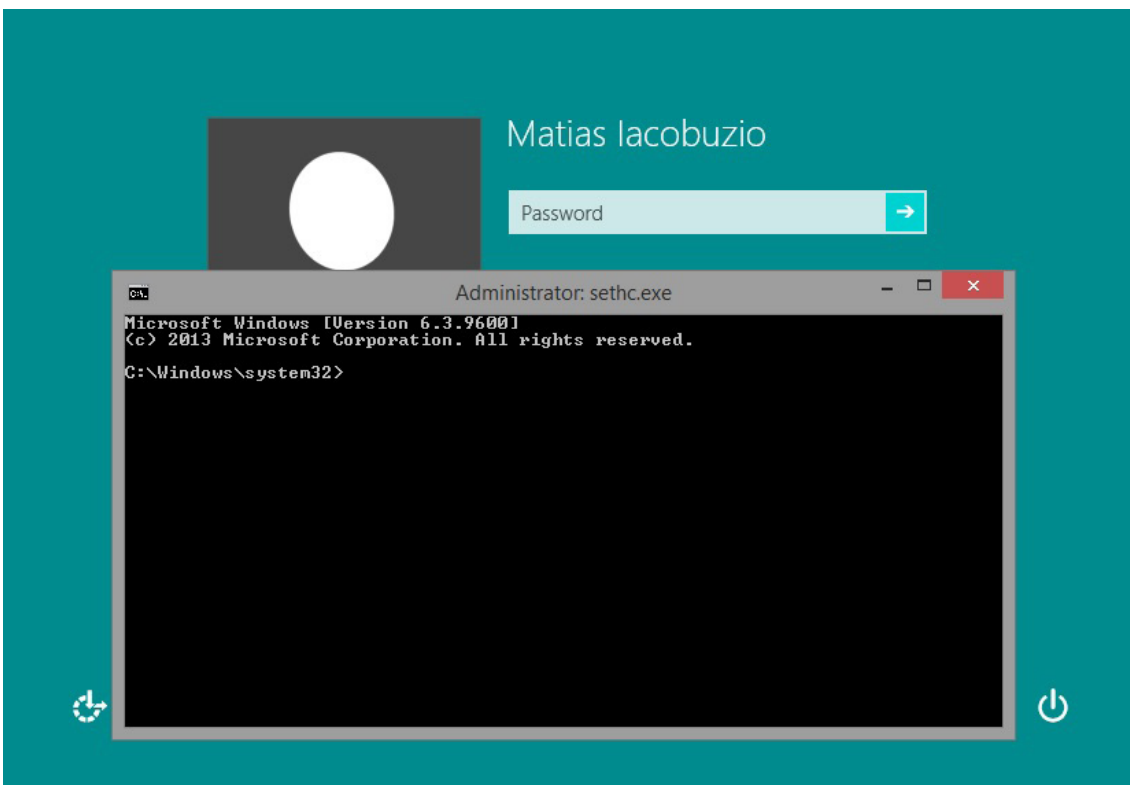 Matias Iacobuzio
Password
Administrator: sethc.exe
Microsoft Windows [Version 6.3.9600]
(c) 2013 Microsoft Corporation. All rights reserved.
C:\Windows\system32>